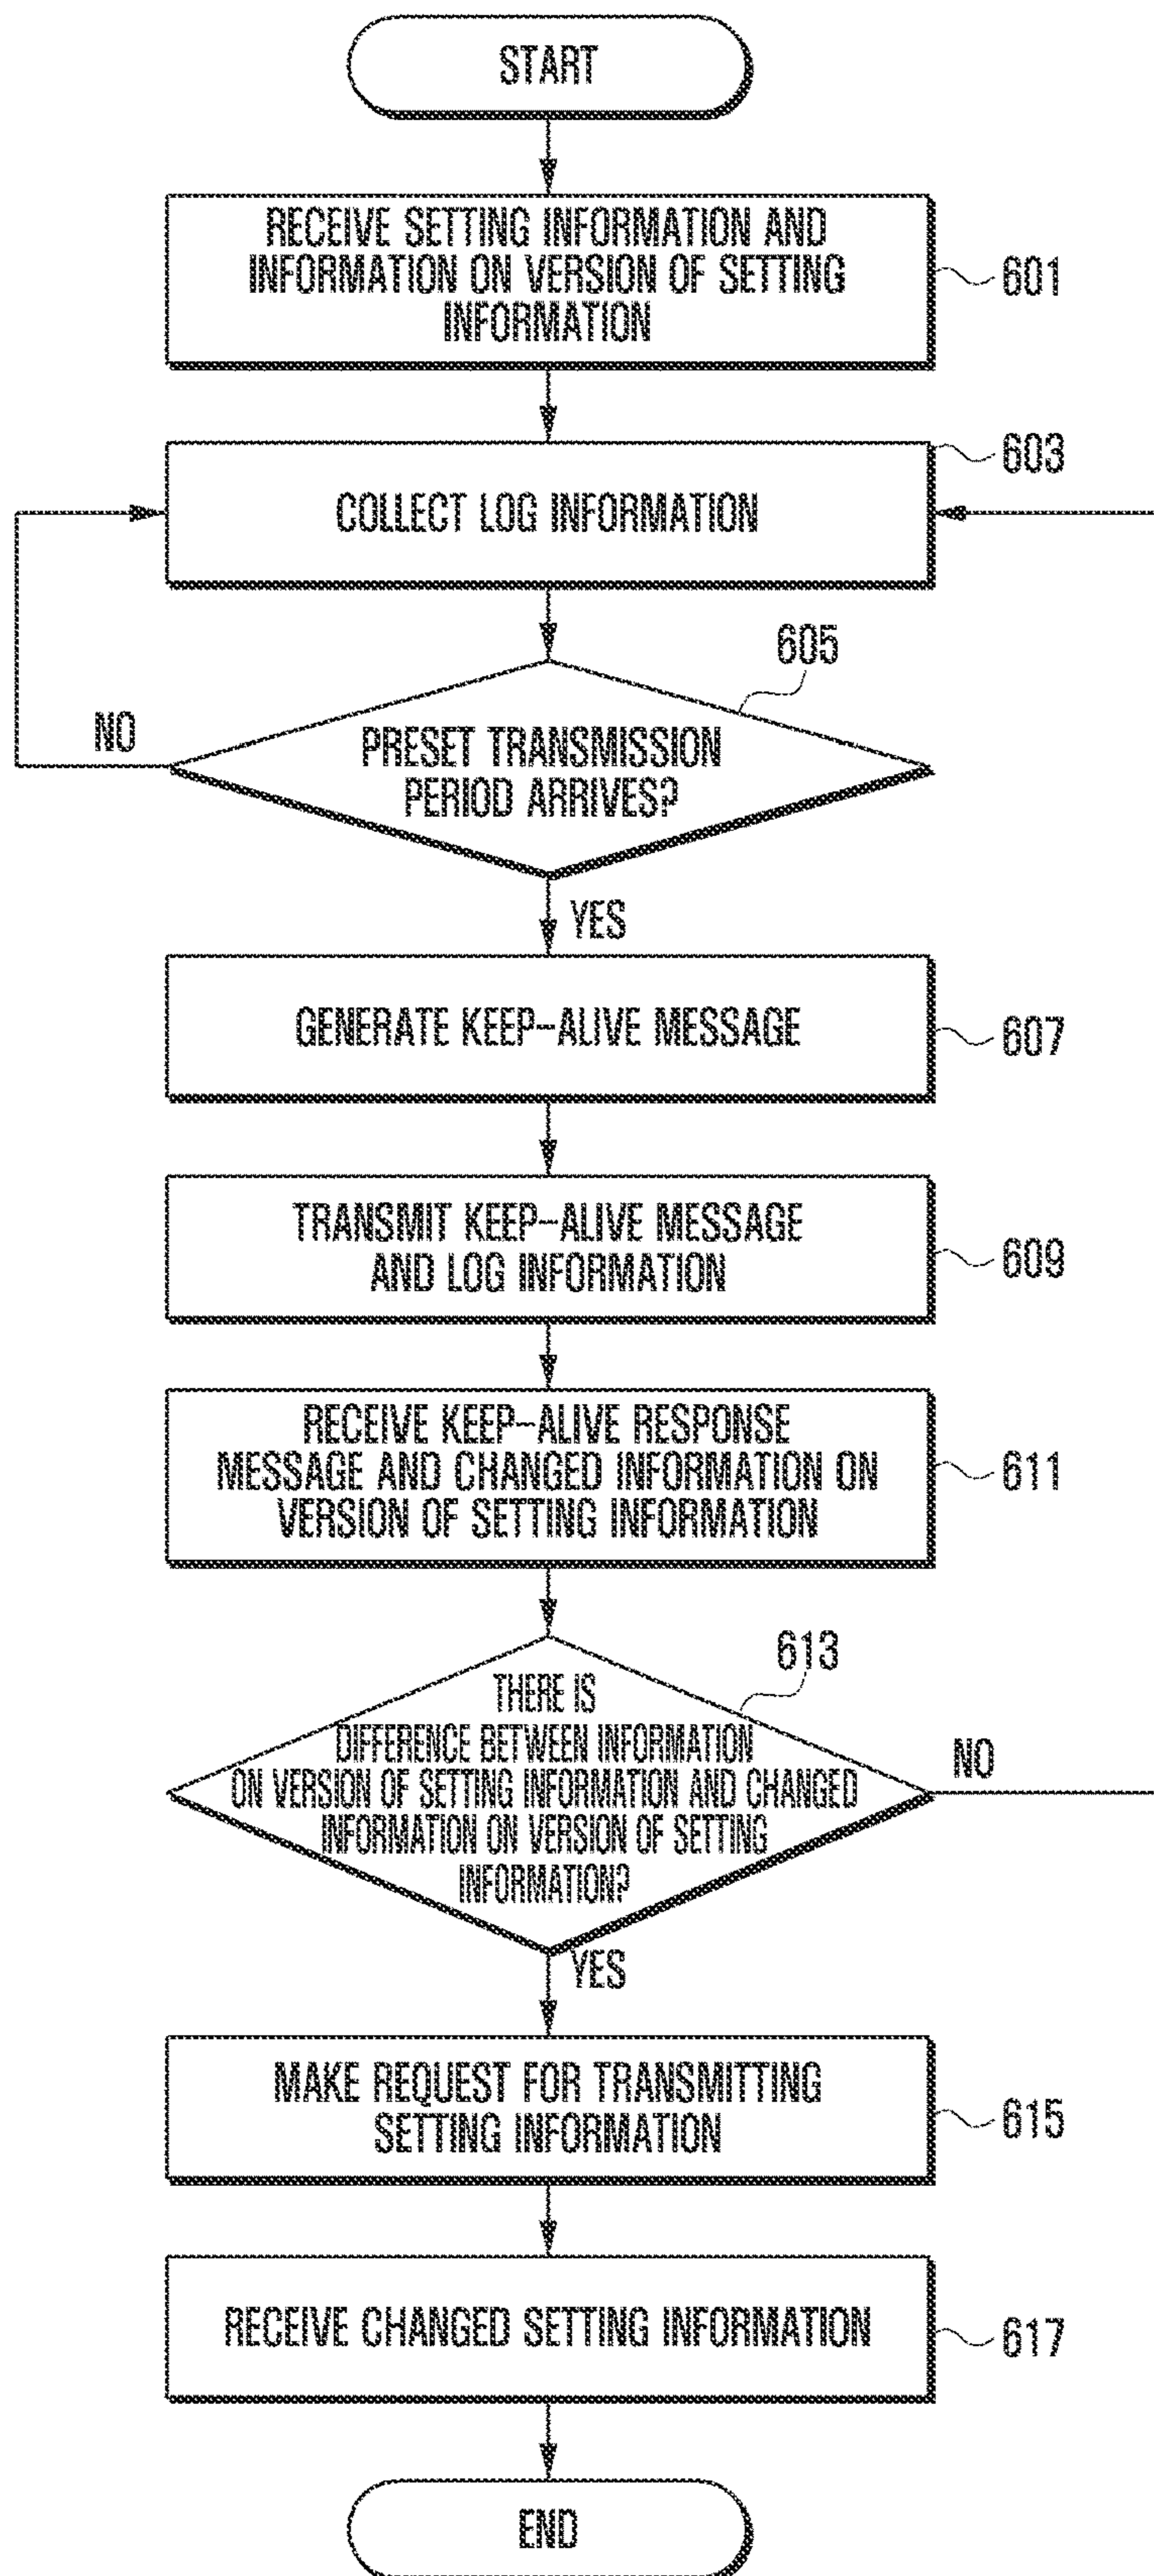 START
RECEIVE SETTING INFORMATION AND
INFORMATION ON VERSION OF SETTING
INFORMATION
601
603
COLLECT LOG INFORMATION
605
NO
PRESET TRANSMISSION
PERIOD ARRIVES?
YES
GENERATE KEEP-ALIVE MESSAGE
607
TRANSMIT KEEP-ALIVE MESSAGE
AND LOG INFORMATION
609
RECEIVE KEEP-ALIVE RESPONSE
MESSAGE AND CHANGED INFORMATION ON
VERSION OF SETTING INFORMATION
611
613
THERE IS
DIFFERENCE BETWEEN INFORMATION
ON VERSION OF SETTING INFORMATION AND CHANGED
INFORMATION ON VERSION OF SETTING
INFORMATION?
NO
YES
MAKE REQUEST FOR TRANSMITTING
SETTING INFORMATION
615
RECEIVE CHANGED SETTING INFORMATION
617
END